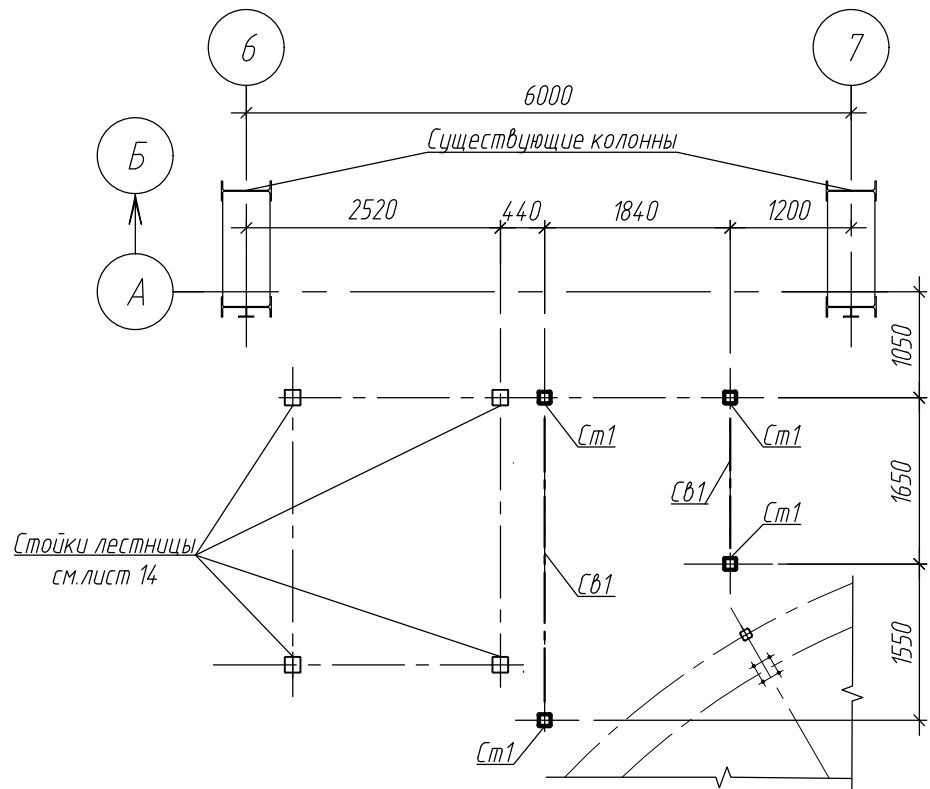 6
7
6000
Б
Существующие колонны
2520
440
1840
1200
А
1050
Ст1
Ст1
Св1
1650
Ст1
Стойки лестницы
см.лист 14
Св1
1550
Ст1